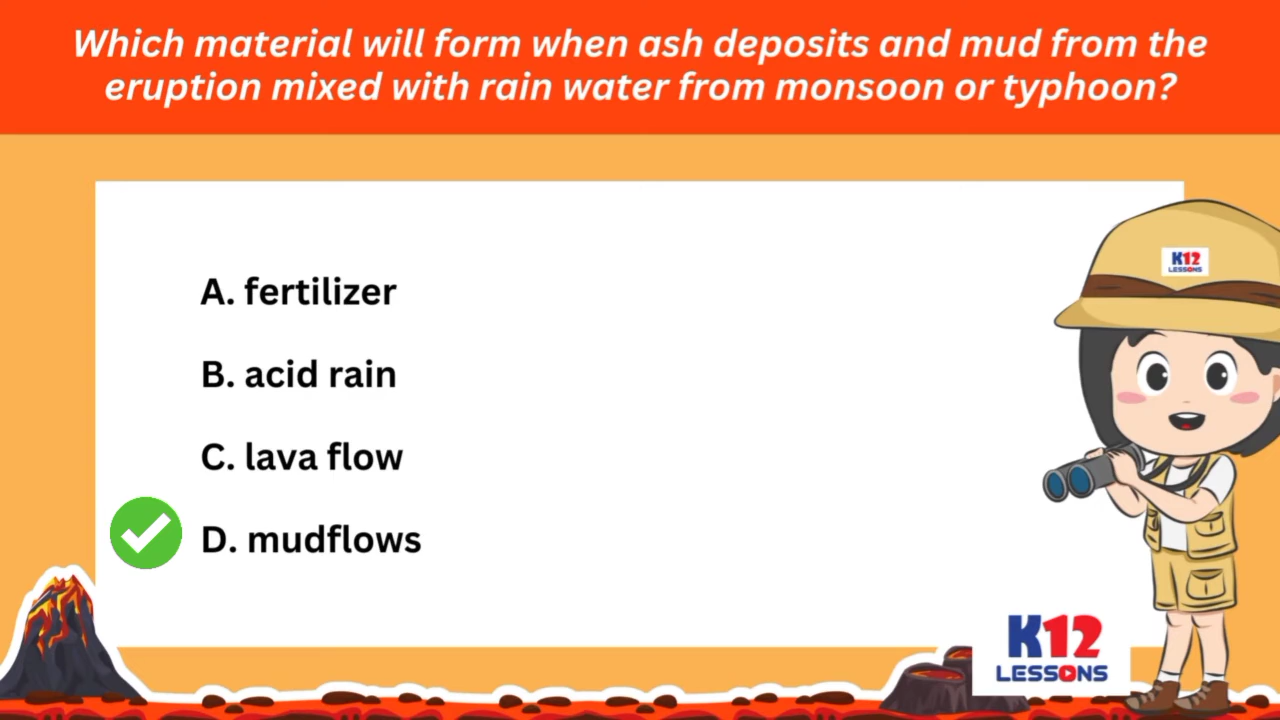 Which material will form when ash deposits and mud from the
eruption mixed with rain water from monsoon or typhoon?
K12
LESSONS
A. fertilizer
B. acid rain
C. lava flow
D. mudflows
K12
LESSONS